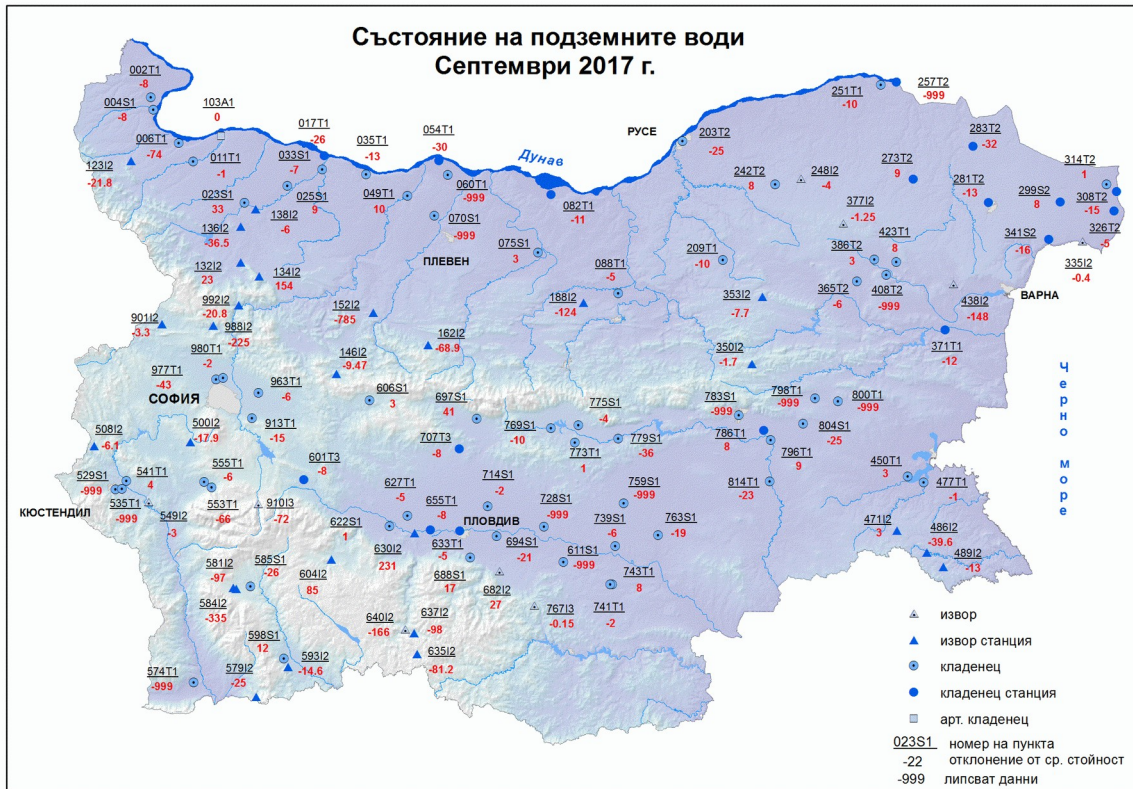 Състояние на подземните води
Септември 2017 г.
002T1
-8
004S1
-8
103A1
0
006T1
-74
017T1
-26
035T1
-13
054T1
-30
Дунав
РУСЕ
251T1
-10
257T2
-999
203T2
-25
283T2
-32
123I2
-21.8
011T1
-1
033S1
-7
060T1
-999
242T2
8
248I2
-4
273T2
9
314T2
1
023S1
33
025S1
9
049T1
10
082T1
-11
281T2
-13
299S2
8
308T2
-15
138I2
-6
070S1
-999
377I2
-1.25
326T2
-5
136I2
-36.5
ПЛЕВЕН
075S1
3
209T1
-10
386T2
3
423T1
8
341S2
-16
335I2
-0.4
132I2
23
134I2
154
088T1
-5
365T2
-6
408T2
-999
438I2
-148
ВАРНА
992I2
-20.8
152I2
-785
188I2
-124
353I2
-7.7
901I2
-3.3
988I2
-225
162I2
-68.9
371T1
-12
980T1
-2
146I2
-9.47
350I2
-1.7
977T1
-43
СОФИЯ
963T1
-6
606S1
3
697S1
41
775S1
-4
783S1
-999
798T1
-999
800T1
-999
Черно море
508I2
-6.1
500I2
-17.9
913T1
-15
769S1
-10
773T1
1
779S1
-36
786T1
8
804S1
-25
707T3
-8
796T1
9
529S1
-999
541T1
4
555T1
-6
601T3
-8
714S1
-2
759S1
-999
814T1
-23
450T1
3
477T1
-1
КЮСТЕНДИЛ
535T1
-999
549I2
-3
553T1
-66
910I3
-72
627T1
-5
655T1
-8
728S1
-999
739S1
-6
763S1
-19
622S1
1
ПЛОВДИВ
471I2
3
486I2
-39.6
630I2
231
633T1
-5
694S1
-21
611S1
-999
489I2
-13
581I2
-97
585S1
-26
604I2
85
688S1
17
682I2
27
743T1
8
584I2
-335
640I2
-166
637I2
-98
767I3
-0.15
741T1
-2
598S1
12
574T1
-999
579I2
-25
593I2
-14.6
635I2
-81.2
извор
извор станция
кладенец
кладенец станция
арт. кладенец
023S1 номер на пункта
-22 отклонение от ср. стойност
-999 липсват данни